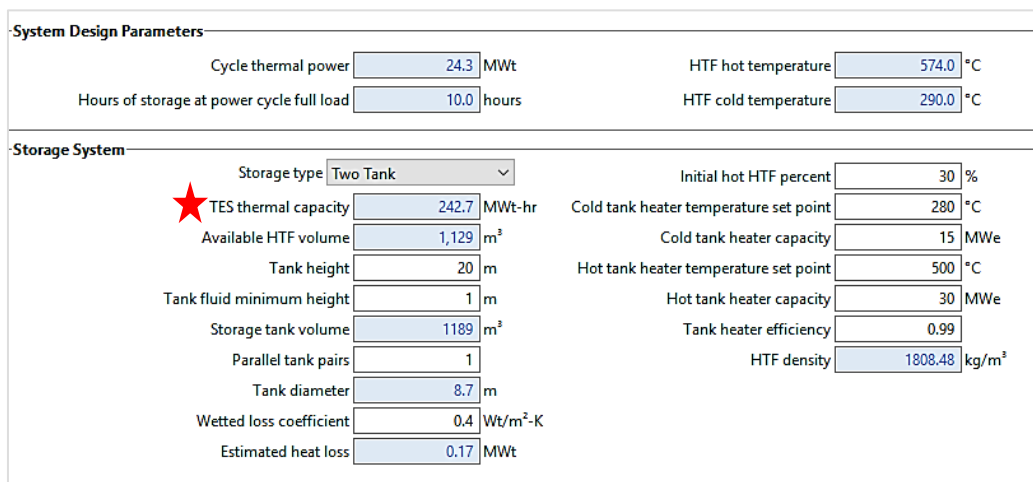 System Design Parameters
Cycle thermal power 24.3 MWt HTF hot temperature 574.0 °C
Hours of storage at power cycle full load 10.0 hours HTF cold temperature 290.0 °C
Storage System
Storage type Two Tank Initial hot HTF percent 30 %
TES thermal capacity 242.7 MWt-hr Cold tank heater temperature set point 280 °C
Available HTF volume 1,129 m³ Cold tank heater capacity 15 MWe
Tank height 20 m Hot tank heater temperature set point 500 °C
Tank fluid minimum height 1 m Hot tank heater capacity 30 MWe
Storage tank volume 1189 m³ Tank heater efficiency 0.99
Parallel tank pairs 1 HTF density 1808.48 kg/m³
Tank diameter 8.7 m
Wetted loss coefficient 0.4 Wt/m²-K
Estimated heat loss 0.17 MWt